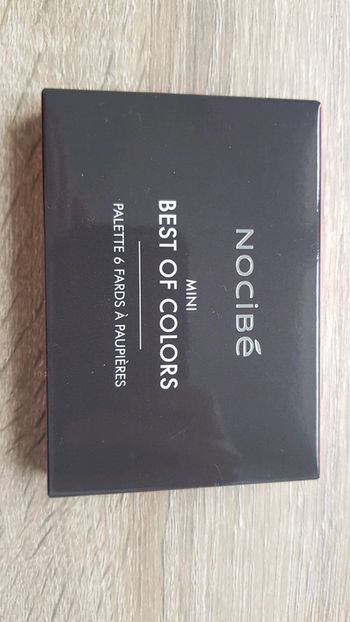 NOCiBé
MINI
BEST OF COLORS
PALETTE 6 FARDS À PAUPIÈRES